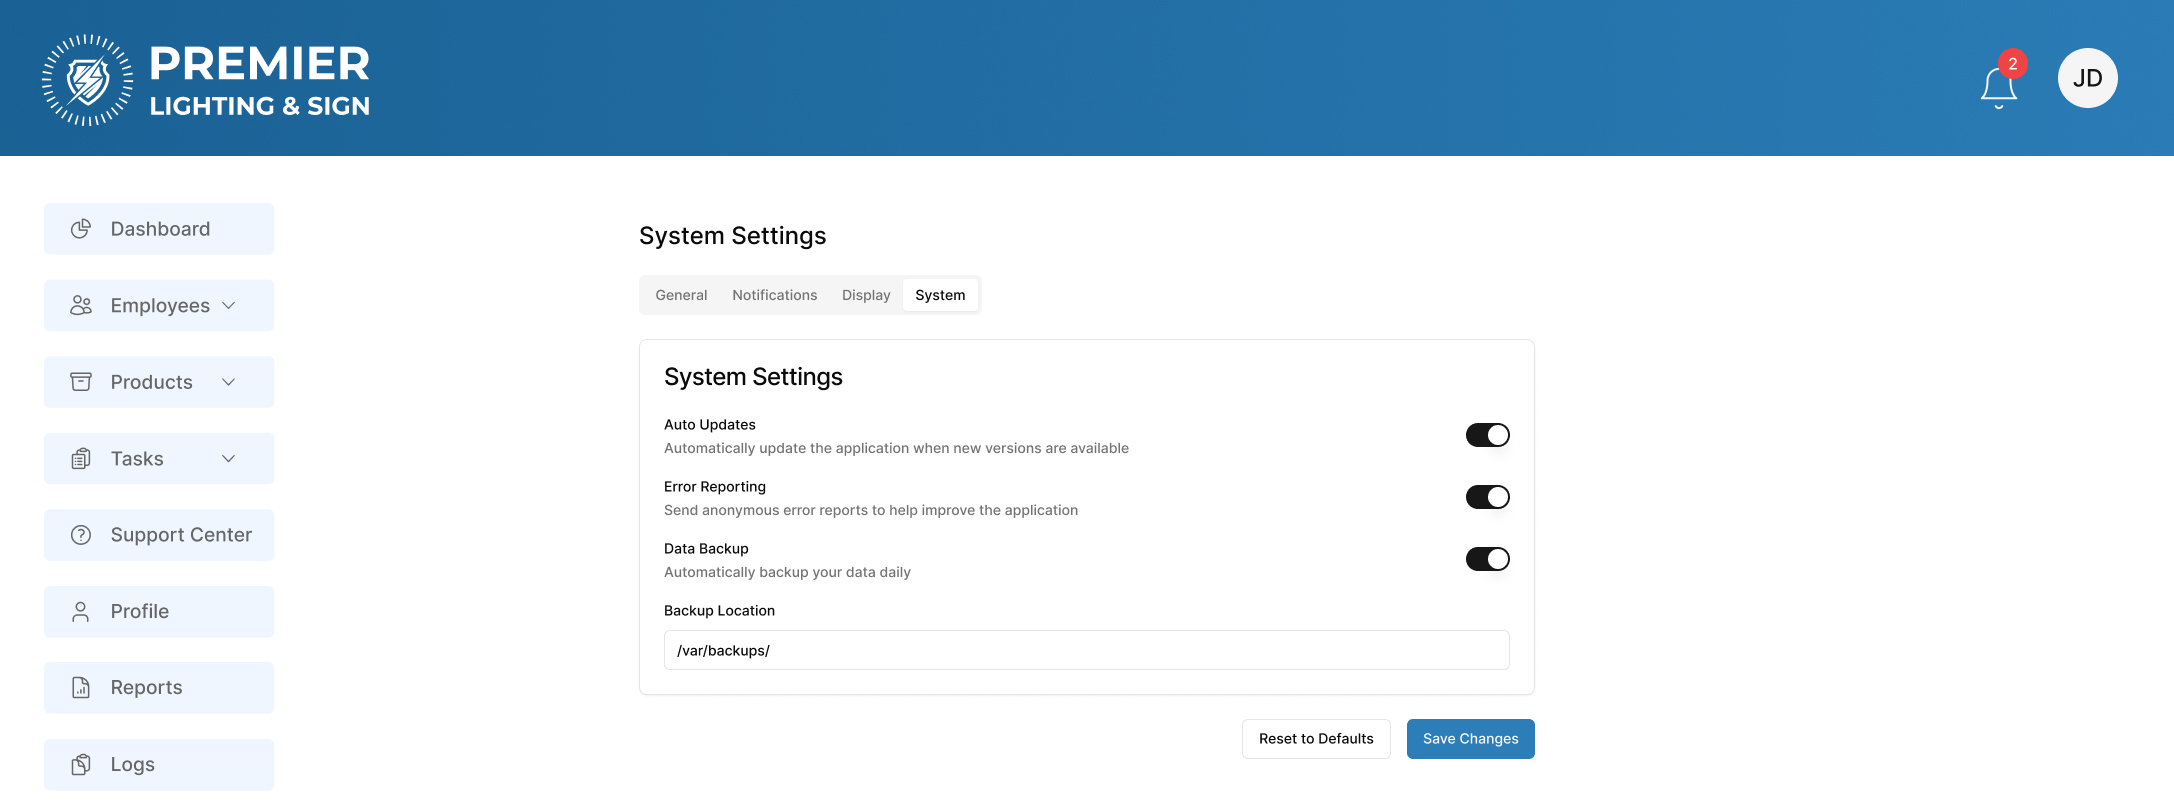 PREMIER
LIGHTING & SIGN
2
JD
Dashboard
Employees
Products
Tasks
Support Center
Profile
Reports
Logs
System Settings
General Notifications Display System
System Settings
Auto Updates
Automatically update the application when new versions are available
Error Reporting
Send anonymous error reports to help improve the application
Data Backup
Automatically backup your data daily
Backup Location
/var/backups/
Reset to Defaults Save Changes